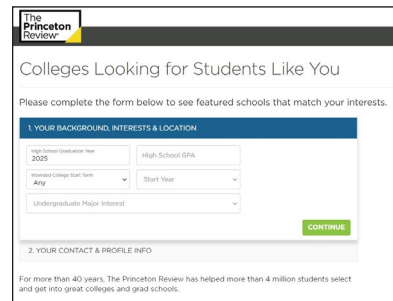 The
Princeton
Review®
Colleges Looking for Students Like You
Please complete the form below to see featured schools that match your interests.
1. YOUR BACKGROUND, INTERESTS & LOCATION
High School Graduation Year
2025
High School GPA
Intended College Start Term
Any
Start Year
Undergraduate Major Interest
CONTINUE
2. YOUR CONTACT & PROFILE INFO
For more than 40 years, The Princeton Review has helped more than 4 million students select
and get into great colleges and grad schools.